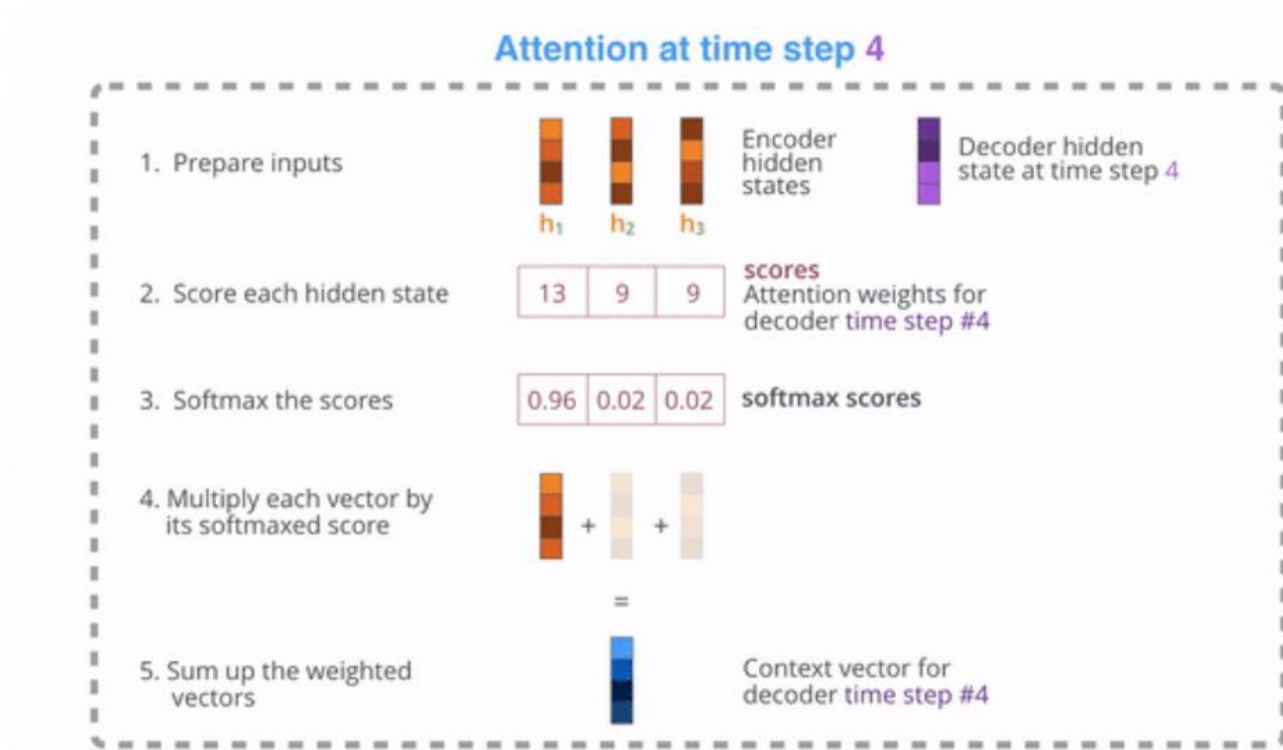 Attention at time step 4
1. Prepare inputs
Encoder
hidden
states
Decoder hidden
state at time step 4
h₁ h₂ h₃
2. Score each hidden state
13 9 9
scores
Attention weights for
decoder time step #4
3. Softmax the scores
0.96 0.02 0.02
softmax scores
4. Multiply each vector by
its softmaxed score
+ +
=
5. Sum up the weighted
vectors
Context vector for
decoder time step #4